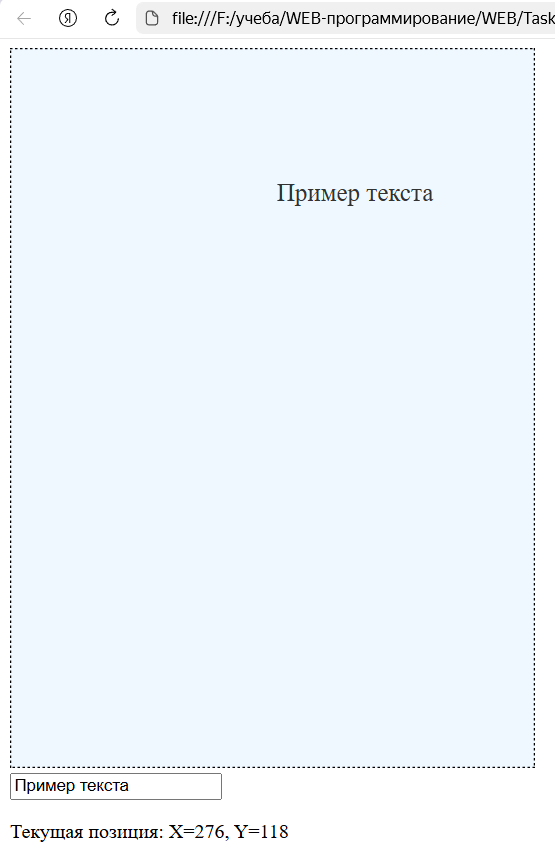 Я file:///F:/учеба/WEB-программирование/WEB/Task
Пример текста
Пример текста
Текущая позиция: X=276, Y=118